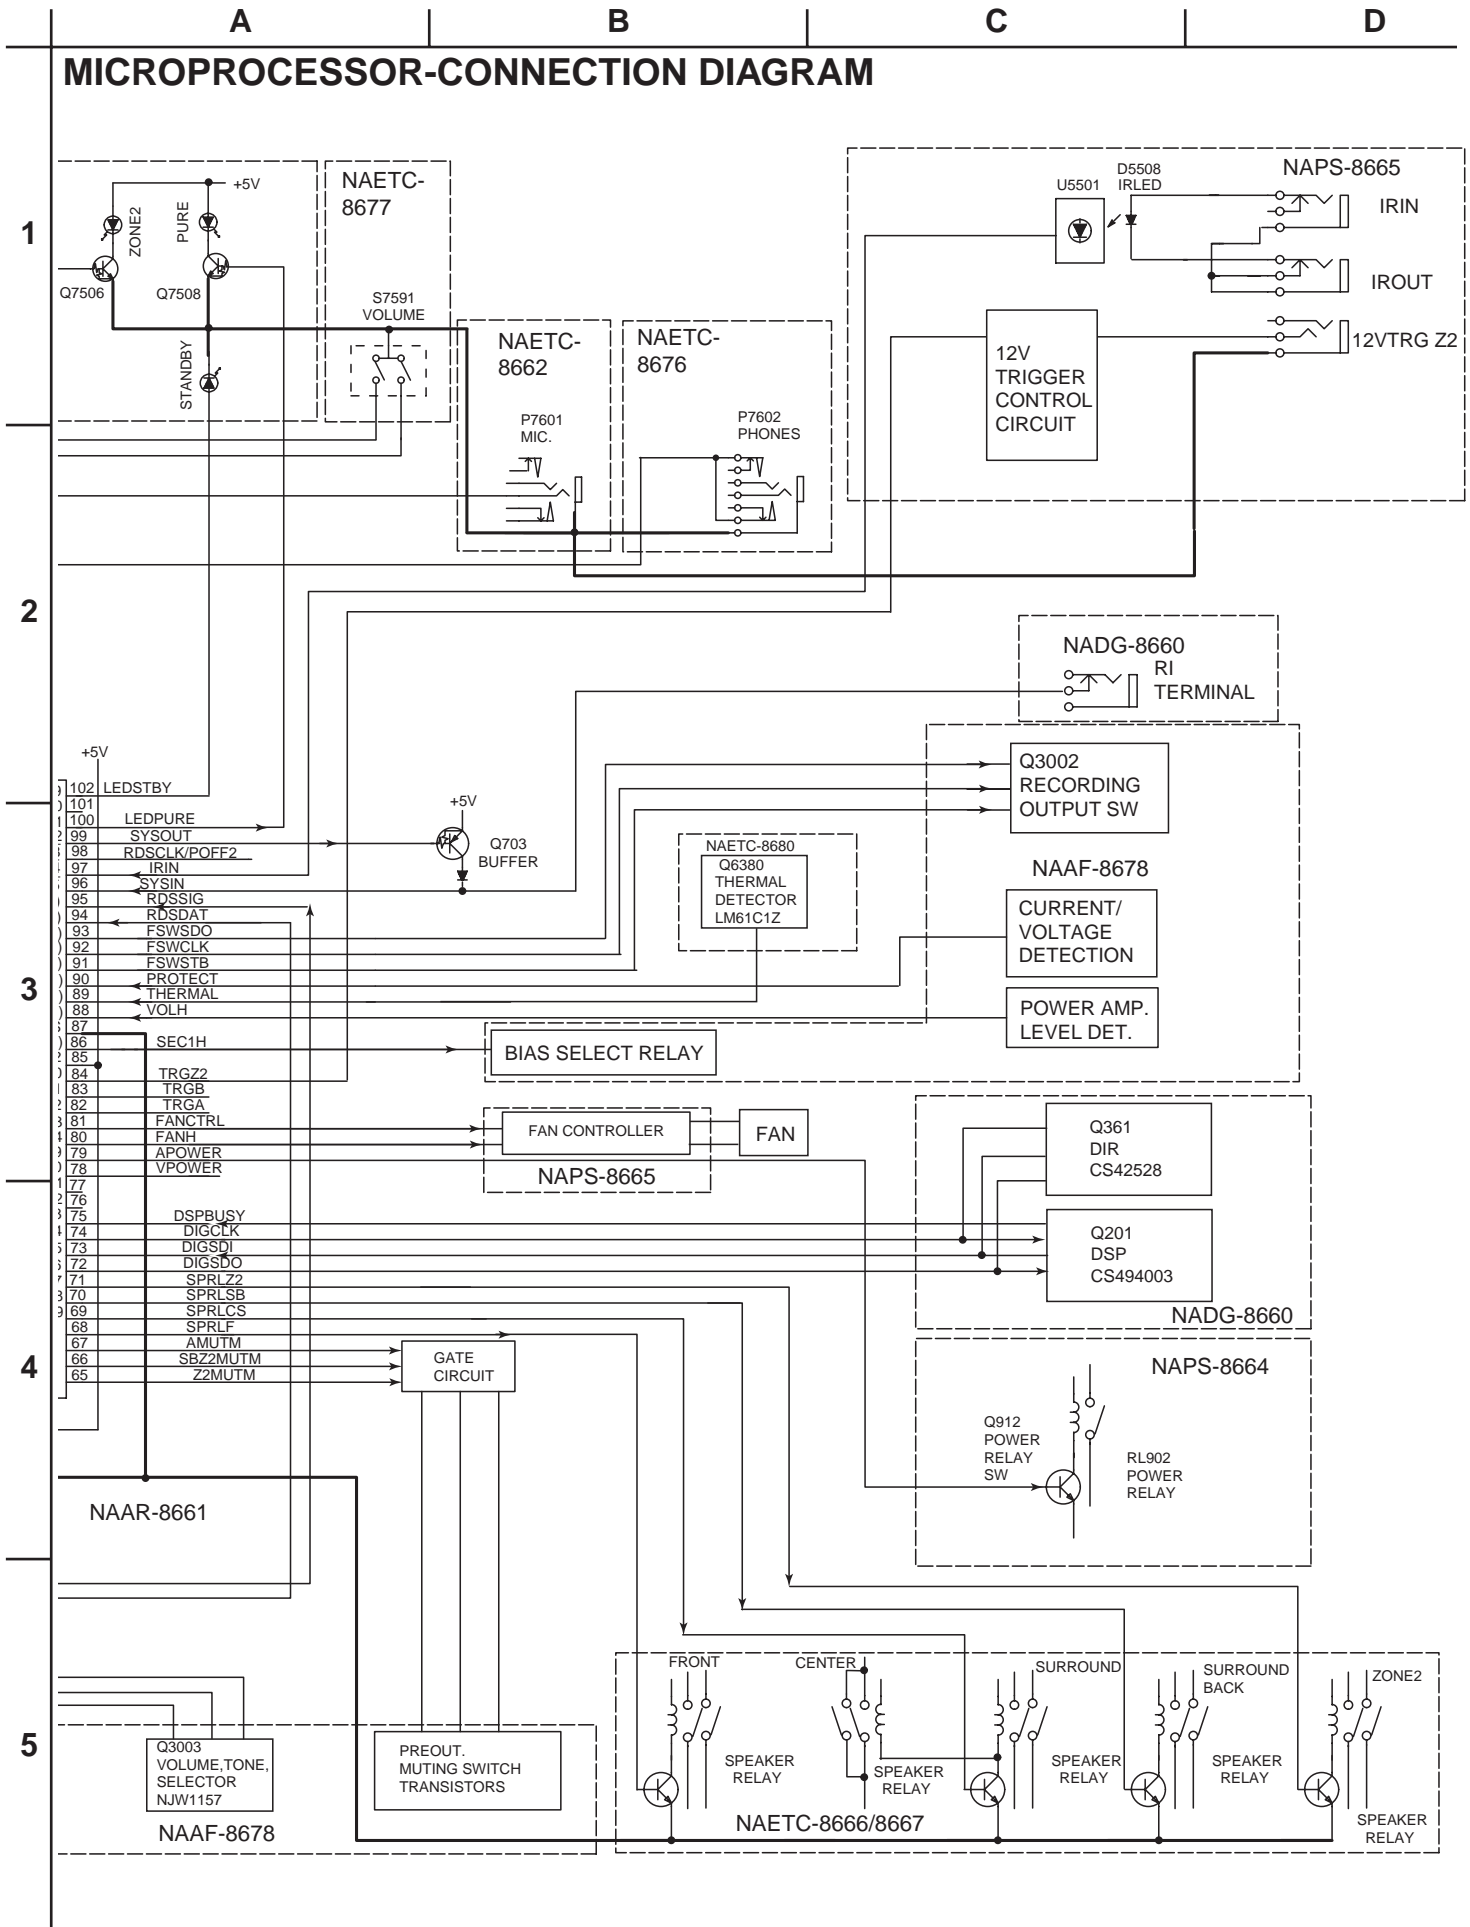 A
B
C
D
MICROPROCESSOR-CONNECTION DIAGRAM
1
2
3
4
5
+5V
ZONE2
PURE
Q7506
Q7508
STANDBY
NAETC-
8677
S7591
VOLUME
NAETC-
8662
P7601
MIC.
NAETC-
8676
P7602
PHONES
U5501
D5508
IRLED
NAPS-8665
IRIN
IROUT
12VTRG Z2
12V
TRIGGER
CONTROL
CIRCUIT
NADG-8660
RI
TERMINAL
+5V
102 LEDSTBY
101
100 LEDPURE
99 SYSOUT
98 RDSCLK/POFF2
97 IRIN
96 SYSIN
95 RDSSIG
94 RDSDAT
93 FSWSDO
92 FSWCLK
91 FSWSTB
90 PROTECT
89 THERMAL
88 VOLH
87
86 SEC1H
85
84 TRGZ2
83 TRGB
82 TRGA
81 FANCTRL
80 FANH
79 APOWER
78 VPOWER
77
76
75 DSPBUSY
74 DIGCLK
73 DIGSDI
72 DIGSDO
71 SPRLZ2
70 SPRLSB
69 SPRLCS
68 SPRLF
67 AMUTM
66 SBZ2MUTM
65 Z2MUTM
+5V
Q703
BUFFER
NAETC-8680
Q6380
THERMAL
DETECTOR
LM61C1Z
Q3002
RECORDING
OUTPUT SW
NAAF-8678
CURRENT/
VOLTAGE
DETECTION
POWER AMP.
LEVEL DET.
BIAS SELECT RELAY
FAN CONTROLLER
FAN
NAPS-8665
Q361
DIR
CS42528
Q201
DSP
CS494003
NADG-8660
GATE
CIRCUIT
NAPS-8664
Q912
POWER
RELAY
SW
RL902
POWER
RELAY
NAAR-8661
Q3003
VOLUME,TONE,
SELECTOR
NJW1157
NAAF-8678
PREOUT.
MUTING SWITCH
TRANSISTORS
FRONT
SPEAKER
RELAY
CENTER
SPEAKER
RELAY
SURROUND
SPEAKER
RELAY
SURROUND
BACK
SPEAKER
RELAY
ZONE2
SPEAKER
RELAY
NAETC-8666/8667